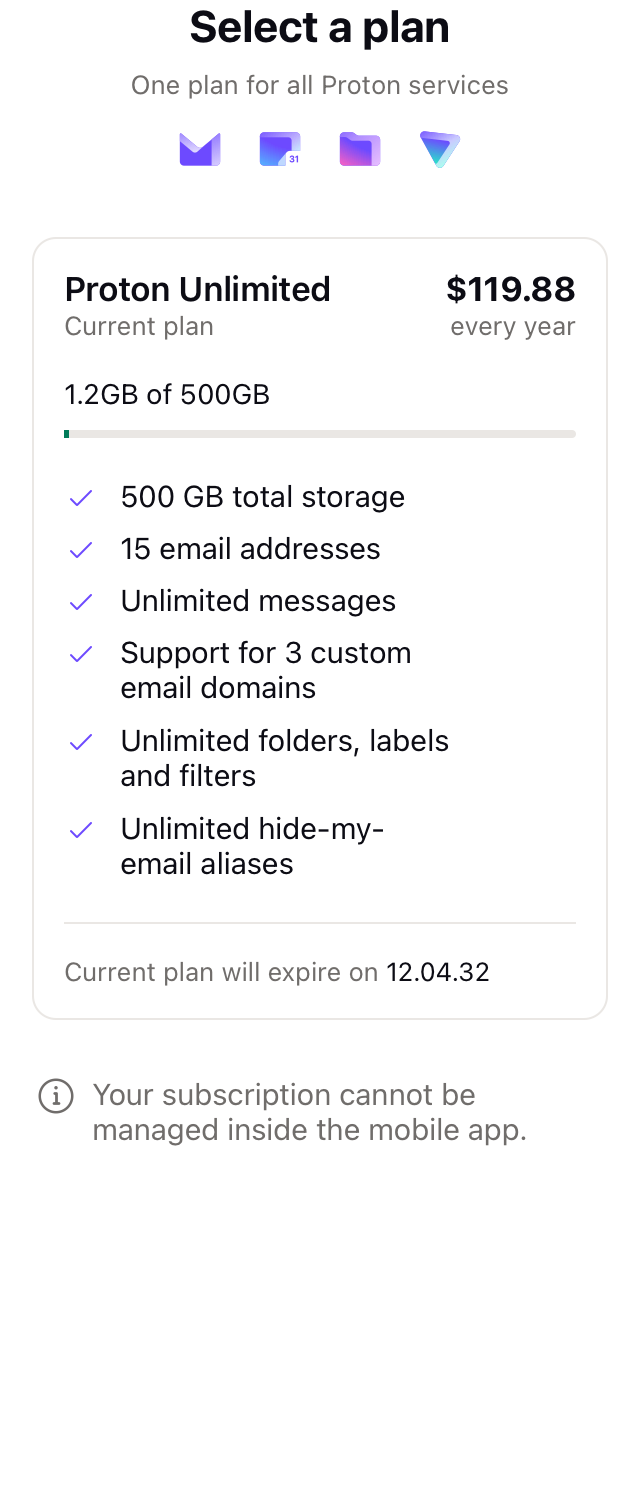 Select a plan
One plan for all Proton services
31
Proton Unlimited
$119.88
Current plan
every year
1.2GB of 500GB
500 GB total storage
15 email addresses
Unlimited messages
Support for 3 custom
email domains
Unlimited folders, labels
and filters
Unlimited hide-my-
email aliases
Current plan will expire on 12.04.32
Your subscription cannot be
managed inside the mobile app.